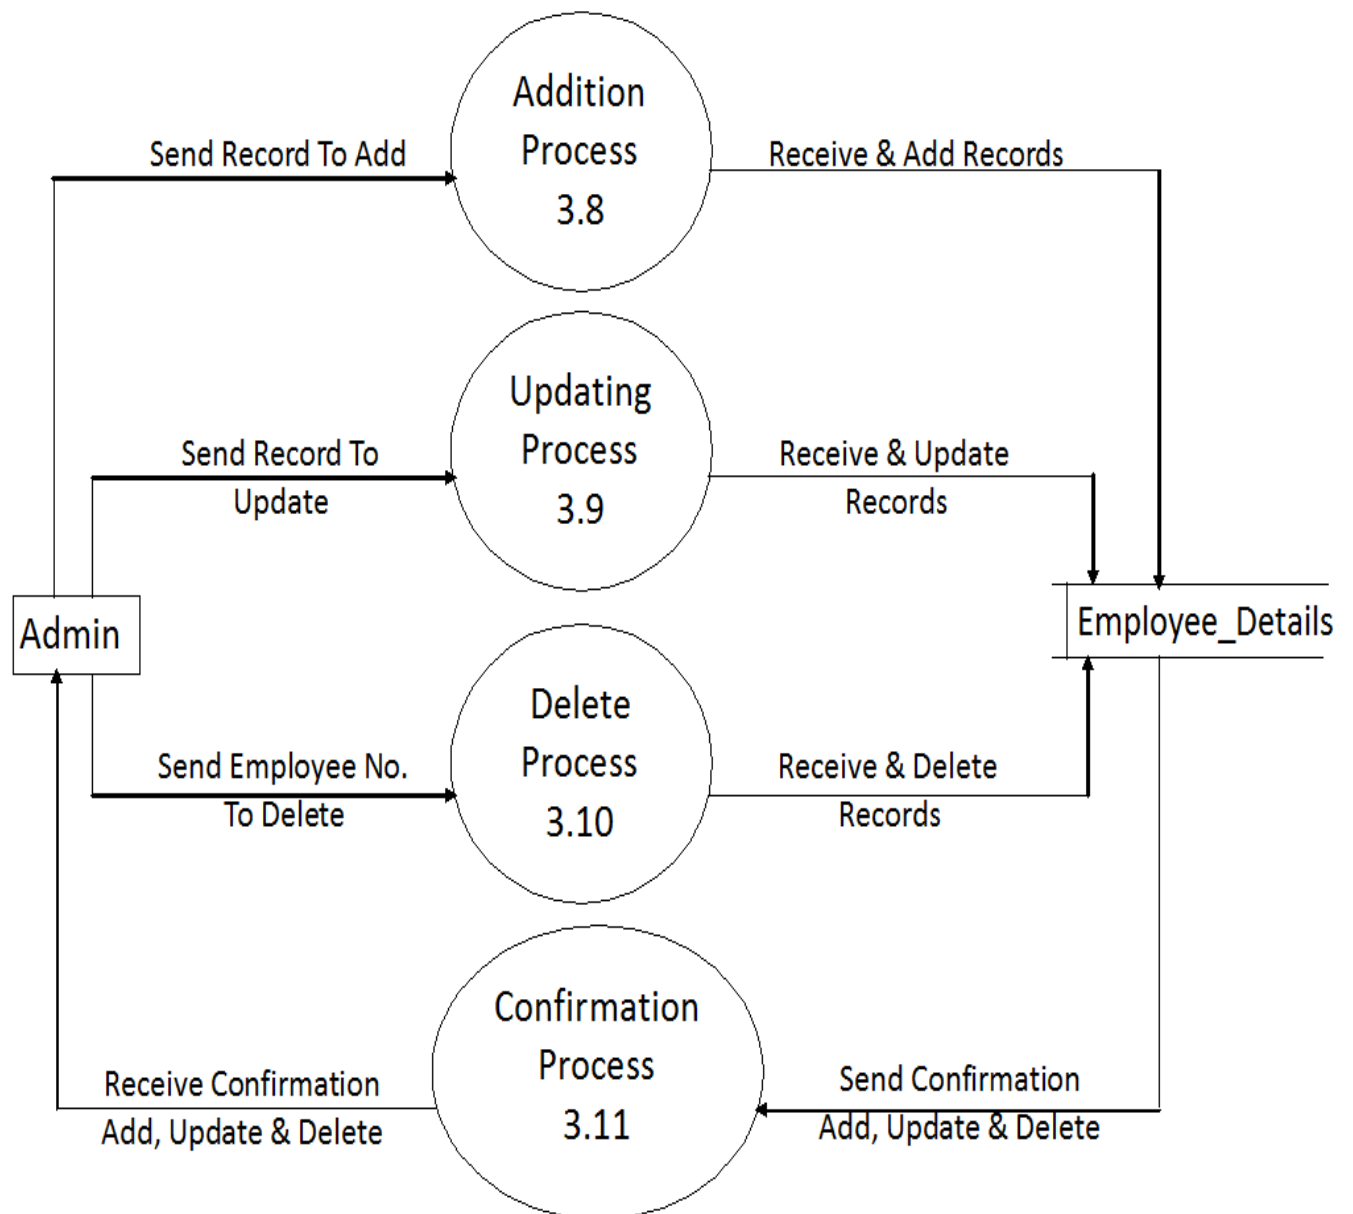 Addition
Process
3.8
Send Record To Add
Receive & Add Records
Updating
Process
3.9
Send Record To
Update
Receive & Update
Records
Admin
Employee_Details
Delete
Process
3.10
Send Employee No.
To Delete
Receive & Delete
Records
Confirmation
Process
3.11
Receive Confirmation
Add, Update & Delete
Send Confirmation
Add, Update & Delete